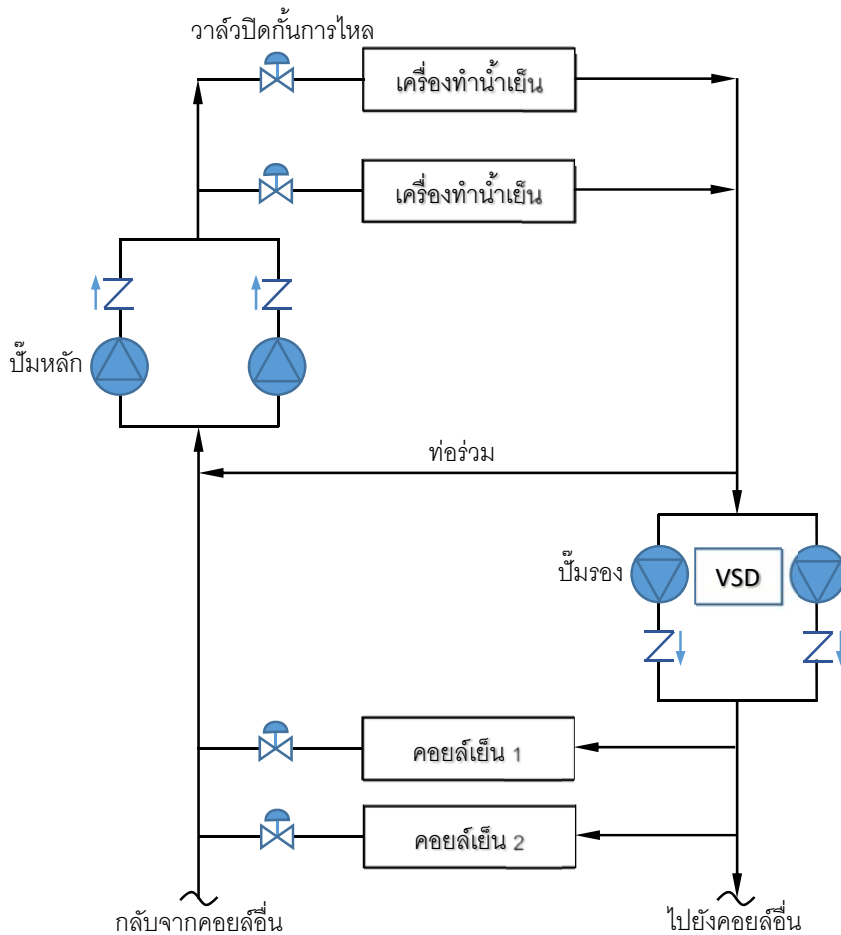 วาล์วปิดกั้นการไหล
เครื่องทำน้ำเย็น
เครื่องทำน้ำเย็น
ปั๊มหลัก
ท่อร่วม
ปั๊มรอง
VSD
คอยล์เย็น 1
คอยล์เย็น 2
กลับจากคอยล์อื่น
ไปยังคอยล์อื่น